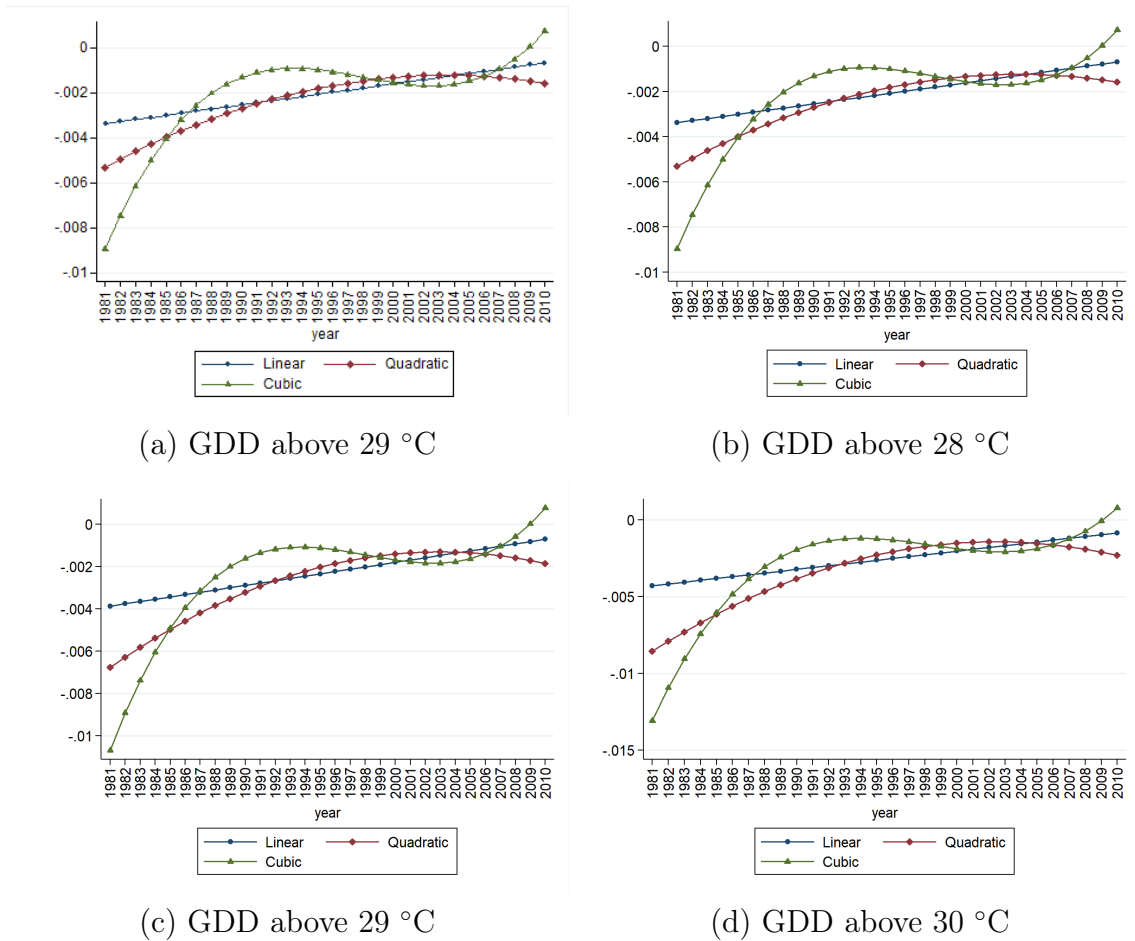 0
-.002
-.004
-.006
-.008
-.01
1981 1982 1983 1984 1985 1986 1987 1988 1989 1990 1991 1992 1993 1994 1995 1996 1997 1998 1999 2000 2001 2002 2003 2004 2005 2006 2007 2008 2009 2010
year
Linear Quadratic
Cubic
(a) GDD above 29 °C
0
-.002
-.004
-.006
-.008
-.01
1981 1982 1983 1984 1985 1986 1987 1988 1989 1990 1991 1992 1993 1994 1995 1996 1997 1998 1999 2000 2001 2002 2003 2004 2005 2006 2007 2008 2009 2010
year
Linear Quadratic
Cubic
(b) GDD above 28 °C
0
-.002
-.004
-.006
-.008
-.01
1981 1982 1983 1984 1985 1986 1987 1988 1989 1990 1991 1992 1993 1994 1995 1996 1997 1998 1999 2000 2001 2002 2003 2004 2005 2006 2007 2008 2009 2010
year
Linear Quadratic
Cubic
(c) GDD above 29 °C
0
-.005
-.01
-.015
1981 1982 1983 1984 1985 1986 1987 1988 1989 1990 1991 1992 1993 1994 1995 1996 1997 1998 1999 2000 2001 2002 2003 2004 2005 2006 2007 2008 2009 2010
year
Linear Quadratic
Cubic
(d) GDD above 30 °C